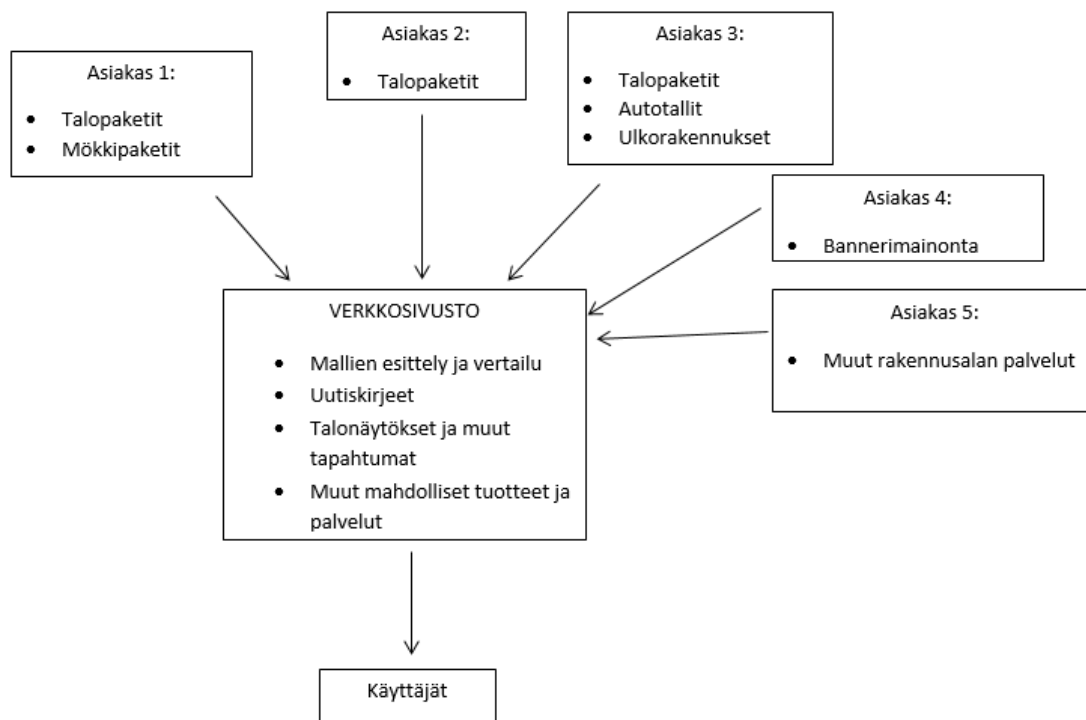 Asiakas 1:
• Talopaketit
• Mökkipaketit
Asiakas 2:
• Talopaketit
Asiakas 3:
• Talopaketit
• Autotallit
• Ulkorakennukset
Asiakas 4:
• Bannerimainonta
Asiakas 5:
• Muut rakennusalan palvelut
VERKKOSIVUSTO
• Mallien esittely ja vertailu
• Uutiskirjeet
• Talonäytökset ja muut
tapahtumat
• Muut mahdolliset tuotteet ja
palvelut
Käyttäjät